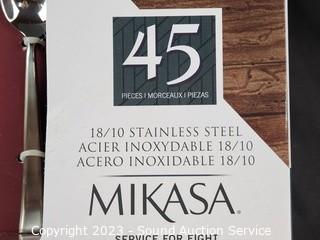 45
PIECES | MORCEAUX | PIEZAS
18/10 STAINLESS STEEL
ACIER INOXYDABLE 18/10
ACERO INOXIDABLE 18/10
MIKASA®
SERVICE FOR EIGHT
Copyright 2023 - Sound Auction Service